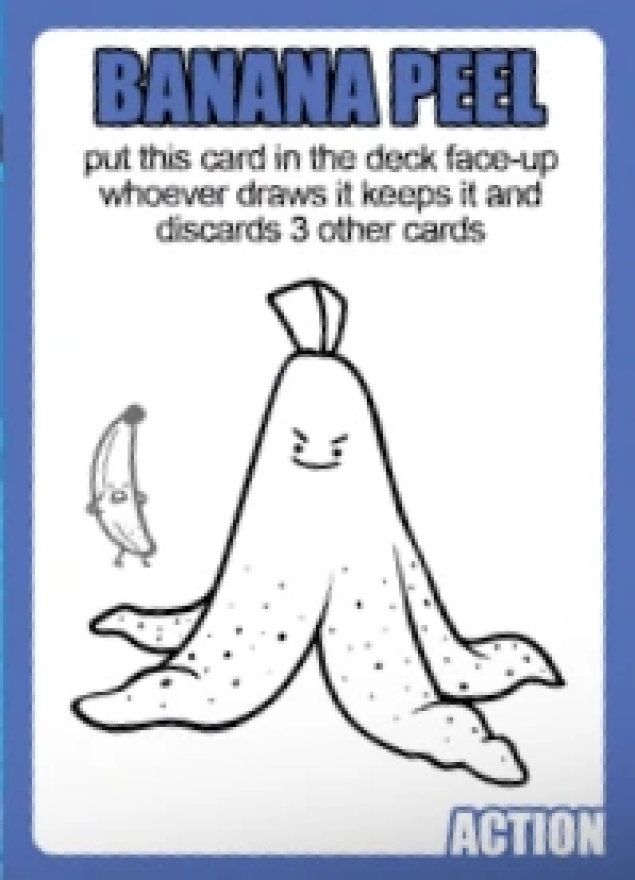 BANANA PEEL
put this card in the deck face-up
whoever draws it keeps it and
discards 3 other cards
ACTION